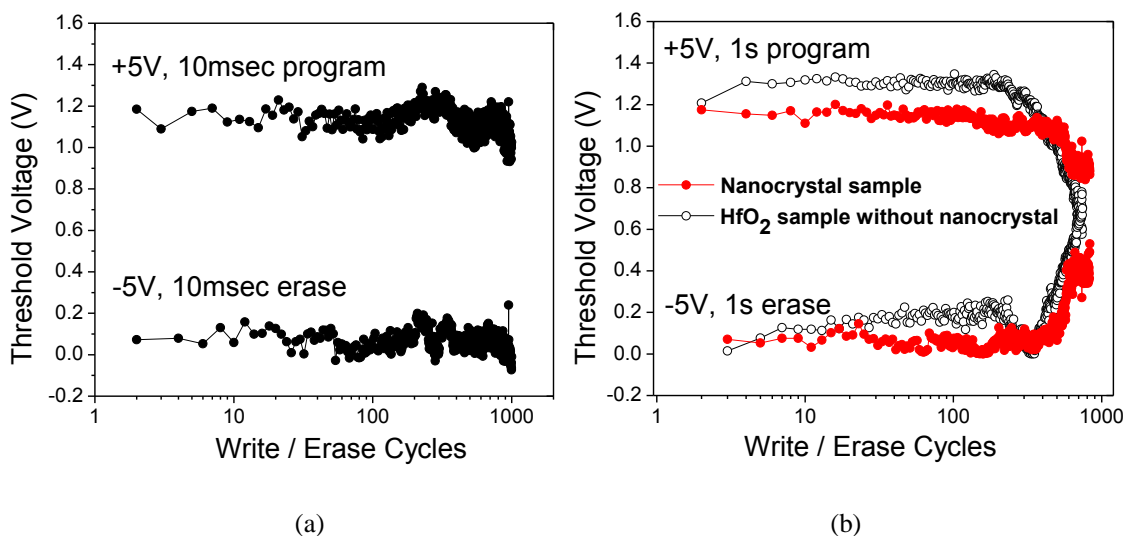 1.6
1.4
1.2
1.0
0.8
0.6
0.4
0.2
0.0
-0.2
Threshold Voltage (V)
+5V, 10msec program
-5V, 10msec erase
1 10 100 1000
Write / Erase Cycles
(a)
1.6
1.4
1.2
1.0
0.8
0.6
0.4
0.2
0.0
-0.2
Threshold Voltage (V)
+5V, 1s program
Nanocrystal sample
HfO2 sample without nanocrystal
-5V, 1s erase
1 10 100 1000
Write / Erase Cycles
(b)